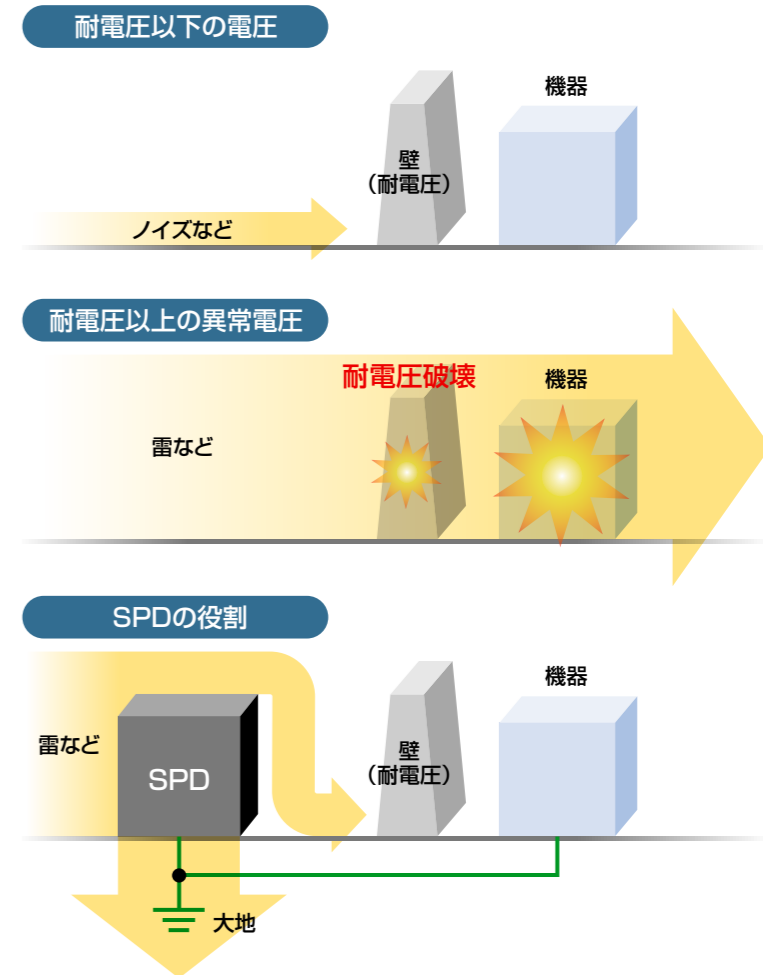 耐電圧以下の電圧
機器
壁
（耐電圧）
ノイズなど
耐電圧以上の異常電圧
耐電圧破壊
機器
雷など
SPDの役割
機器
雷など
壁
（耐電圧）
SPD
大地